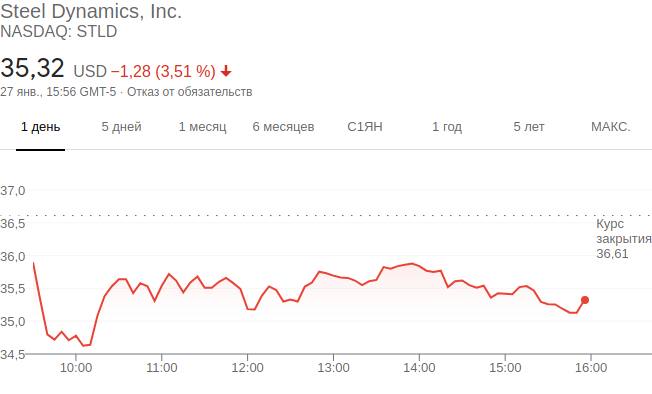 Steel Dynamics, Inc.
NASDAQ: STLD
35,32 USD −1,28 (3,51 %)
27 янв., 15:56 GMT-5 · Отказ от обязательств
1 день 5 дней 1 месяц 6 месяцев С1ЯН 1 год 5 лет МАКС.
37,0
36,5
Курс
закрытия
36,61
36,0
35,5
35,0
34,5
10:00 11:00 12:00 13:00 14:00 15:00 16:00